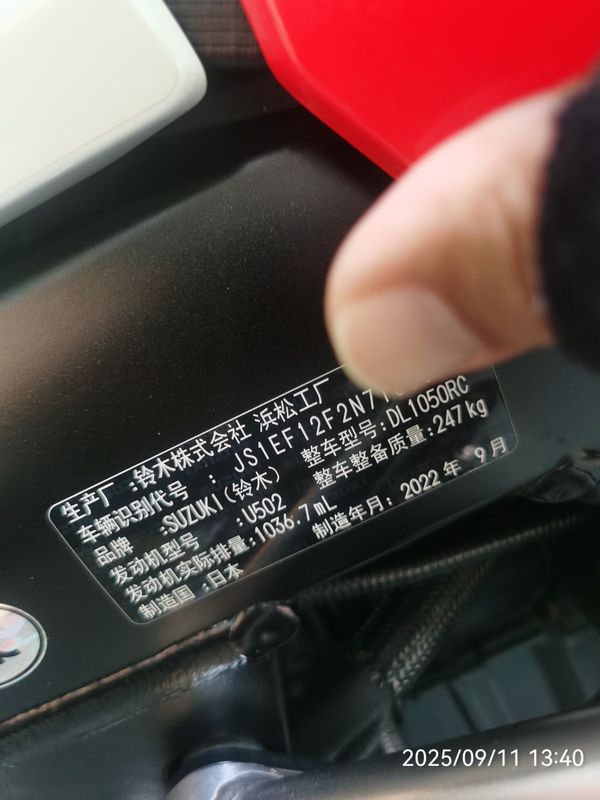 生产厂 :铃木株式会社 浜松工厂
车辆识别代号 : JS1EF12F2N71
品牌 :SUZUKI(铃木) 整车型号:DL1050RC
发动机型号 :U502 整车整备质量:247kg
发动机实际排量:1036.7mL
制造国 :日本 制造年月: 2022 年 9 月
2025/09/11 13:40